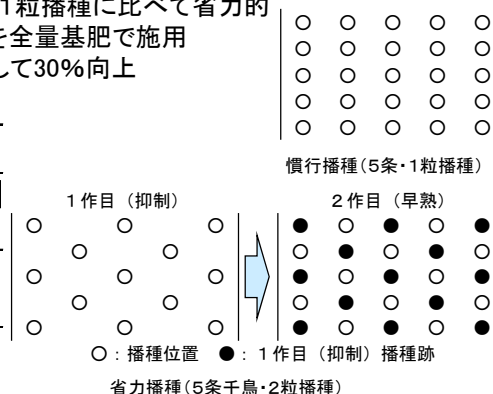 1粒播種に比べて省力的
を全量基肥で施用
して30%向上
慣行播種(5条・1粒播種)
1作目(抑制)
2作目(早熟)
○:播種位置 ●:1作目(抑制)播種跡
省力播種(5条千鳥・2粒播種)